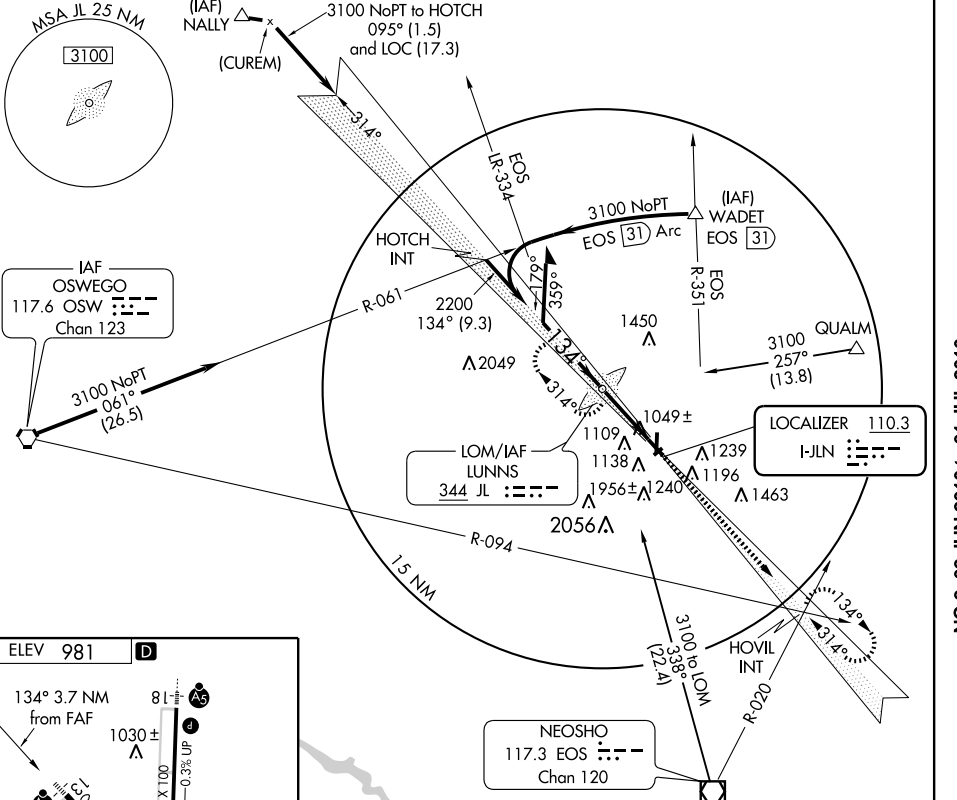 MSA JL 25 NM
3100
(IAF)
NALLY
(CUREM)
3100 NoPT to HOTCH
095° (1.5)
and LOC (17.3)
314°
EOS
LR-334
3100 NoPT
EOS 31 Arc
(IAF)
WADET
EOS 31
HOTCH
INT
IAF
OSWEGO
117.6 OSW
Chan 123
R-061
2200
134° (9.3)
179°
359°
EOS
R-351
1450
QUALM
3100
257°
(13.8)
3100 NoPT
061°
(26.5)
2049
134°
314°
1049±
LOCALIZER 110.3
I-JLN
1109
1239
LOM/IAF
LUNNS
344 JL
1138
1196
1956±
1240
1463
2056
R-094
15 NM
134°
314°
HOVIL
INT
3100 to LOM
338°
(22.4)
R-020
NEOSHO
117.3 EOS
Chan 120
ELEV 981 D
134° 3.7 NM
from FAF
18
A5
P
1030±
0.3% UP
X 100